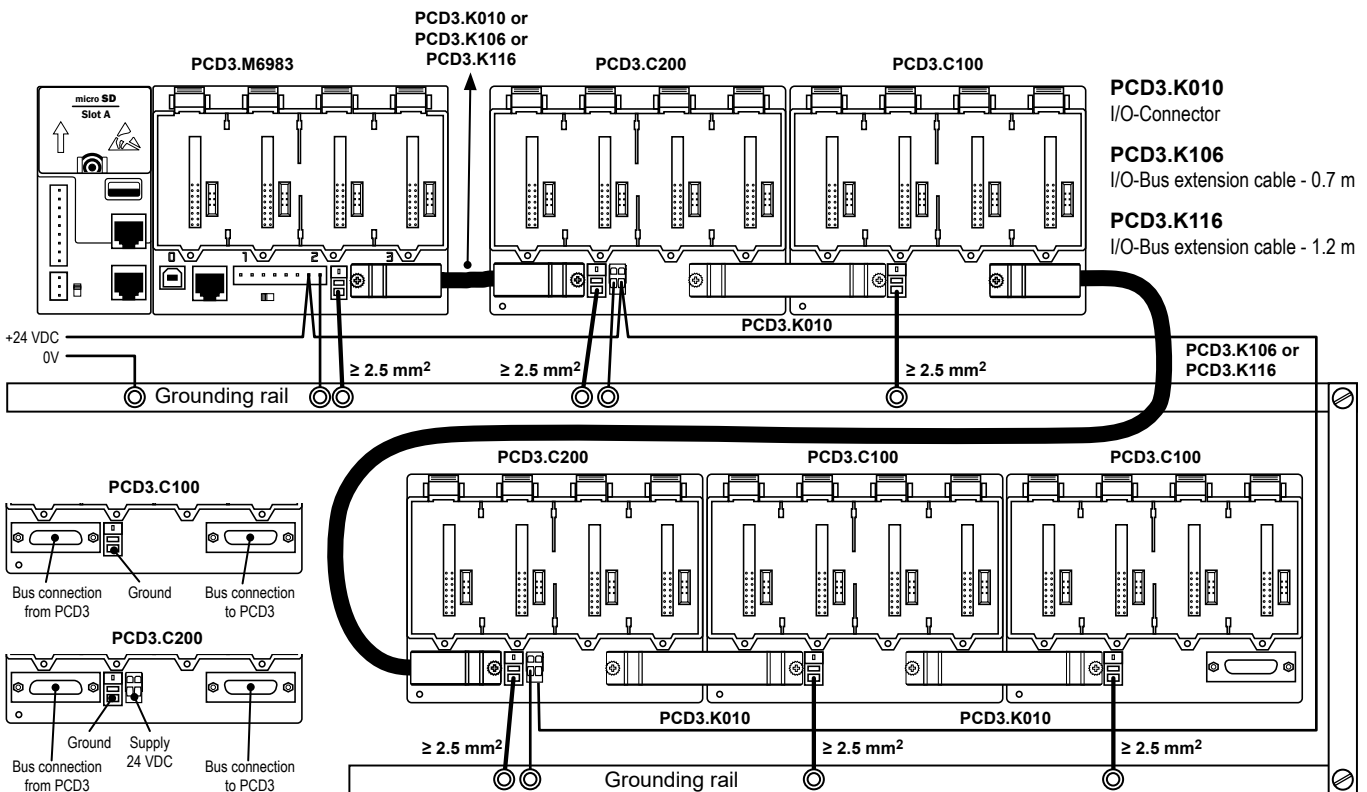 PCD3.K010 or
PCD3.K106 or
PCD3.K116
PCD3.M6983
PCD3.C200
PCD3.C100
micro SD
Slot A
PCD3.K010
I/O-Connector
PCD3.K106
I/O-Bus extension cable - 0.7 m
PCD3.K116
I/O-Bus extension cable - 1.2 m
0 1 2 3
PCD3.K010
+24 VDC
0V
≥ 2.5 mm²
≥ 2.5 mm²
≥ 2.5 mm²
PCD3.K106 or
PCD3.K116
Grounding rail
PCD3.C200
PCD3.C100
PCD3.C100
PCD3.C100
Bus connection
from PCD3
Ground
Bus connection
to PCD3
PCD3.C200
Ground
Supply
24 VDC
Bus connection
from PCD3
Bus connection
to PCD3
PCD3.K010
PCD3.K010
≥ 2.5 mm²
≥ 2.5 mm²
≥ 2.5 mm²
Grounding rail